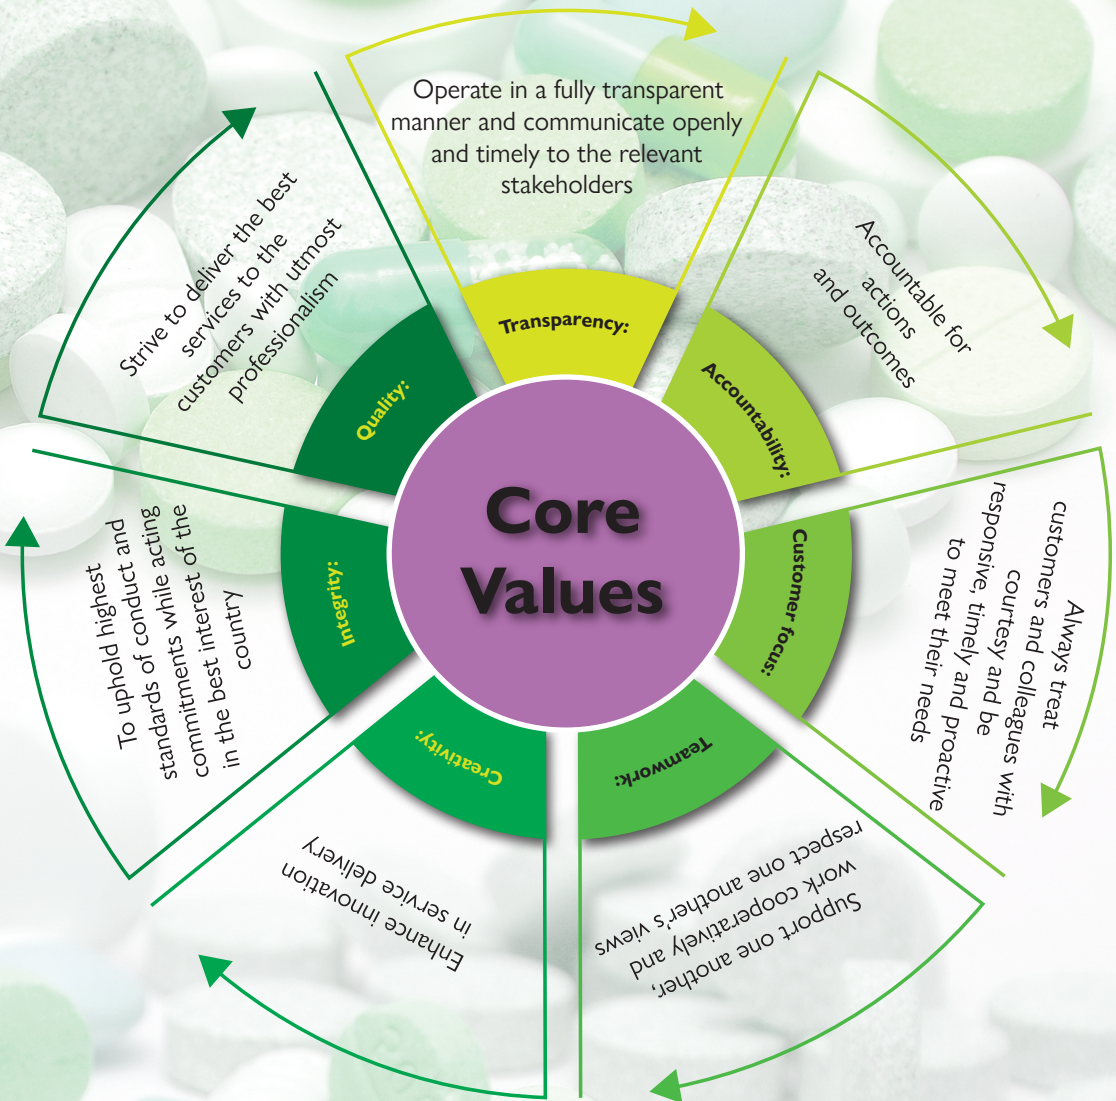 Core
Values
Transparency:
Operate in a fully transparent
manner and communicate openly
and timely to the relevant
stakeholders
Accountability:
Accountable for
actions
and outcomes
Customer focus:
Always treat
customers and colleagues with
courtesy and be
responsive, timely and proactive
to meet their needs
Teamwork:
Support one another,
work cooperatively and
respect one another's views
Creativity:
Enhance innovation
in service delivery
Integrity:
To uphold highest
standards of conduct and
commitments while acting
in the best interest of the
country
Quality:
Strive to deliver the best
services to the
customers with utmost
professionalism